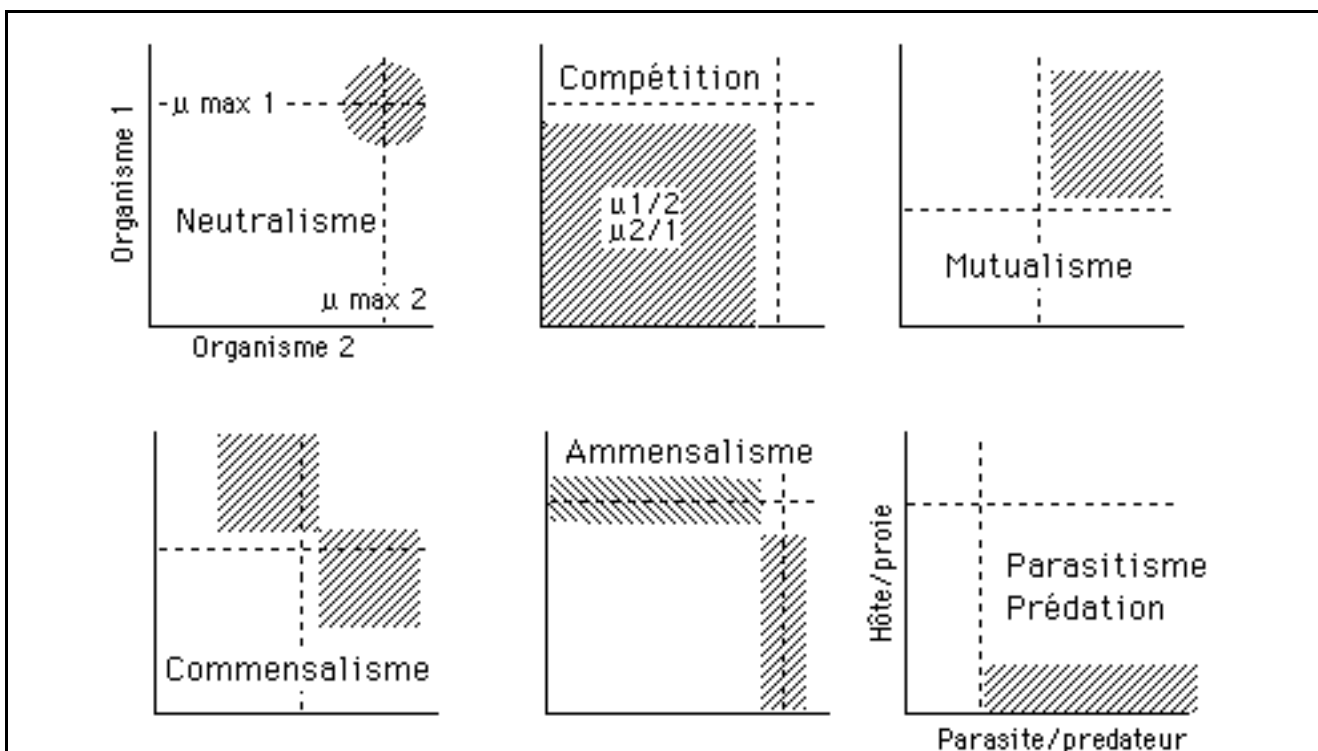 Organisme 1
μ max 1
Neutralisme
μ max 2
Organisme 2
Compétition
μ1/2
μ2/1
Mutualisme
Commensalisme
Ammensalisme
Hôte/proie
Parasitisme
Prédation
Parasite/predateur